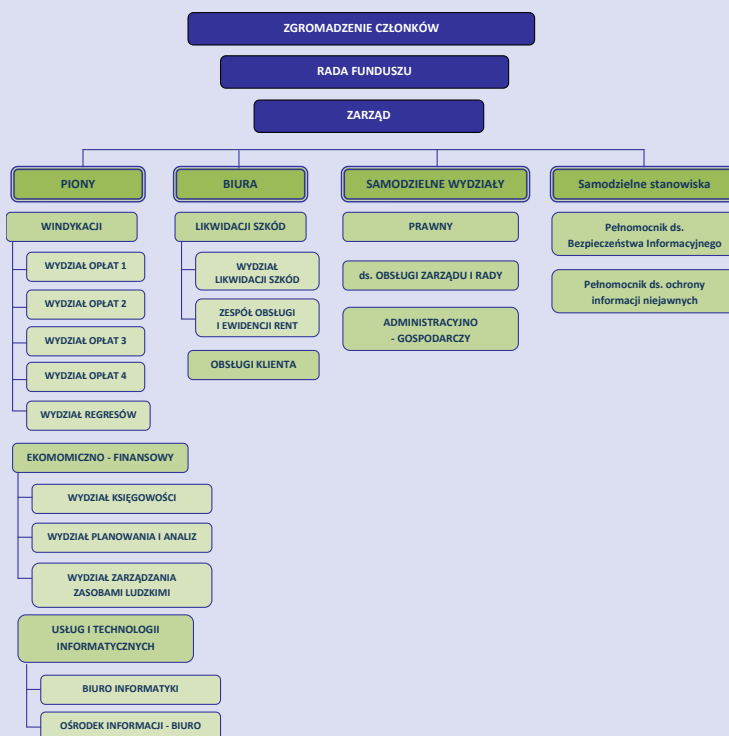 ZGROMADZENIE CZŁONKÓW
RADA FUNDUSZU
ZARZĄD
PIONY
WINDYKACJI
WYDZIAŁ OPŁAT 1
WYDZIAŁ OPŁAT 2
WYDZIAŁ OPŁAT 3
WYDZIAŁ OPŁAT 4
WYDZIAŁ REGRESÓW
EKOMOMICZNO - FINANSOWY
WYDZIAŁ KSIĘGOWOŚCI
WYDZIAŁ PLANOWANIA I ANALIZ
WYDZIAŁ ZARZĄDZANIA
ZASOBAMI LUDZKIMI
USŁUG I TECHNOLOGII
INFORMATYCZNYCH
BIURO INFORMATYKI
OŚRODEK INFORMACJI - BIURO
BIURA
LIKWIDACJI SZKÓD
WYDZIAŁ
LIKWIDACJI SZKÓD
ZESPÓŁ OBSŁUGI
I EWIDENCJI RENT
OBSŁUGI KLIENTA
SAMODZIELNE WYDZIAŁY
PRAWNY
ds. OBSŁUGI ZARZĄDU I RADY
ADMINISTRACYJNO
- GOSPODARCZY
Samodzielne stanowiska
Pełnomocnik ds.
Bezpieczeństwa Informacyjnego
Pełnomocnik ds. ochrony
informacji niejawnych